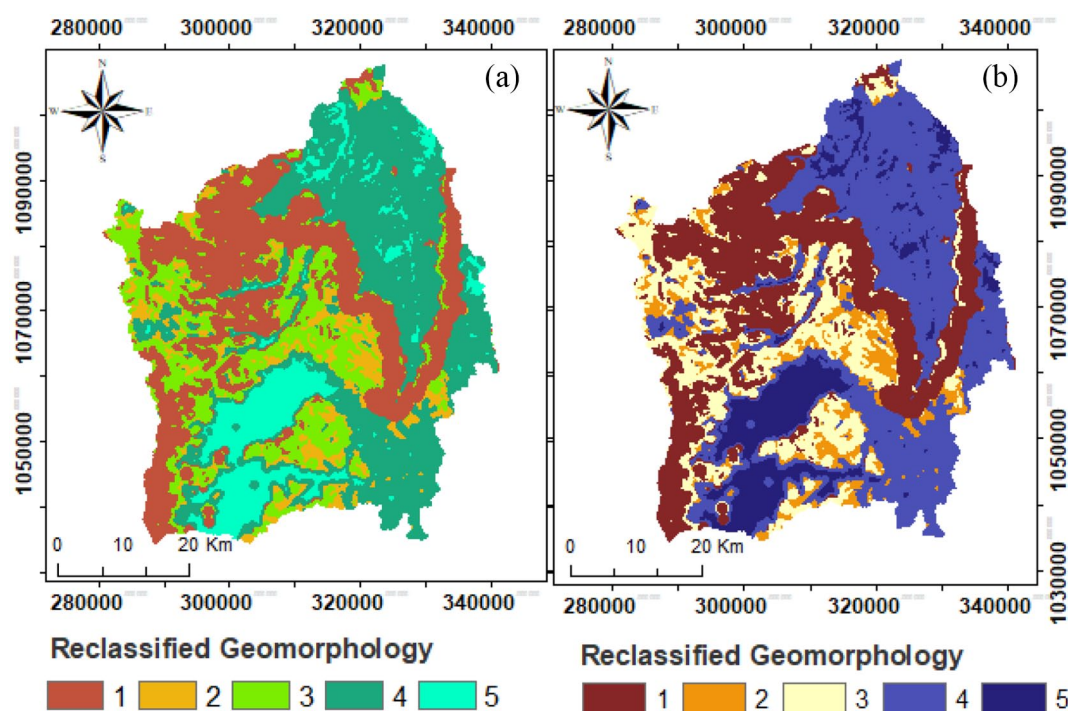 280000 300000 320000 340000 280000 300000 320000 340000
N
W E
S
(a)
N
W E
S
(b)
1090000
1070000
1050000
1090000
1070000
1050000
1030000
0 10 20 Km
0 10 20 Km
280000 300000 320000 340000 280000 300000 320000 340000
Reclassified Geomorphology Reclassified Geomorphology
1 2 3 4 5 1 2 3 4 5